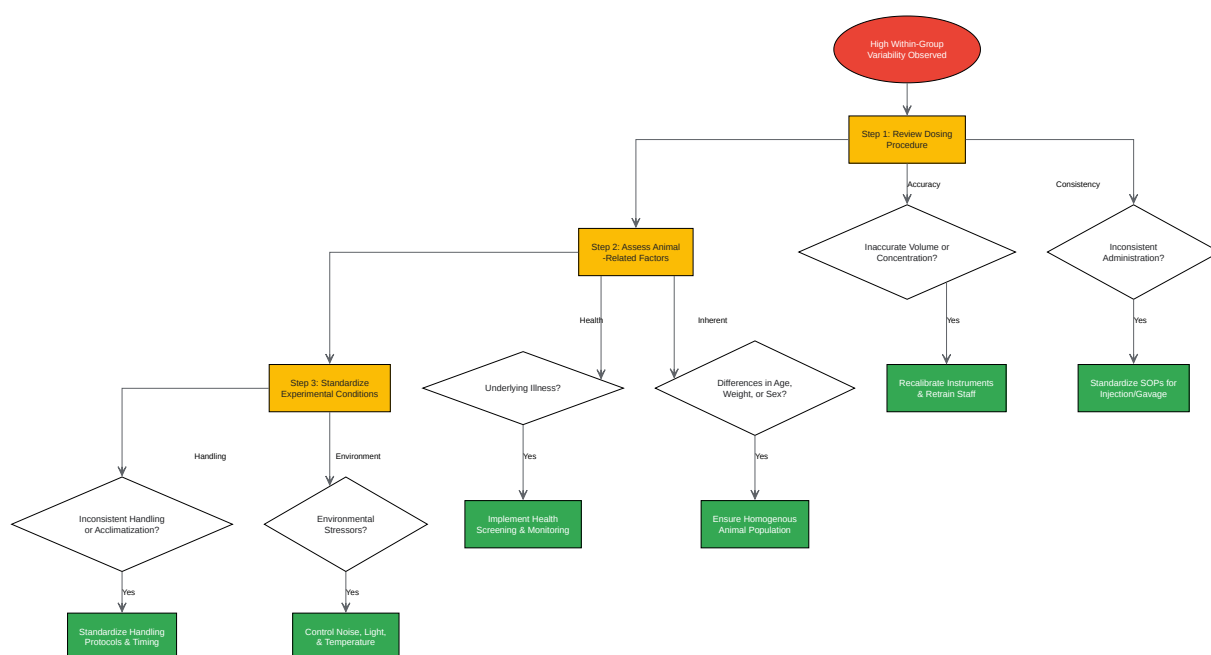 High Within-Group
Variability Observed
Step 1: Review Dosing
Procedure
Accuracy
Consistency
Step 2: Assess Animal
-Related Factors
Inaccurate Volume or
Concentration?
Inconsistent
Administration?
Health
Inherent
Yes
Yes
Step 3: Standardize
Experimental Conditions
Underlying Illness?
Differences in Age,
Weight, or Sex?
Recalibrate Instruments
& Retrain Staff
Standardize SOPs for
Injection/Gavage
Handling
Environment
Yes
Yes
Inconsistent Handling
or Acclimatization?
Environmental
Stressors?
Implement Health
Screening & Monitoring
Ensure Homogenous
Animal Population
Yes
Yes
Standardize Handling
Protocols & Timing
Control Noise, Light,
& Temperature